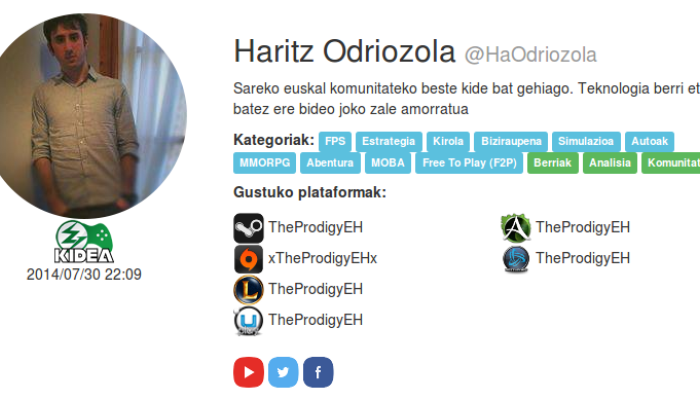 Haritz Odriozola @HaOdriozola
Sareko euskal komunitateko beste kide bat gehiago. Teknologia berri et
batez ere bideo joko zale amorratua
Kategoriak: FPS Estrategia Kirola Biziraupena Simulazioa Autoak
MMORPG Abentura MOBA Free To Play (F2P) Berriak Analisia Komunitat
Gustuko plataformak:
TheProdigyEH TheProdigyEH
xTheProdigyEHx TheProdigyEH
TheProdigyEH
TheProdigyEH
KIDEA
2014/07/30 22:09